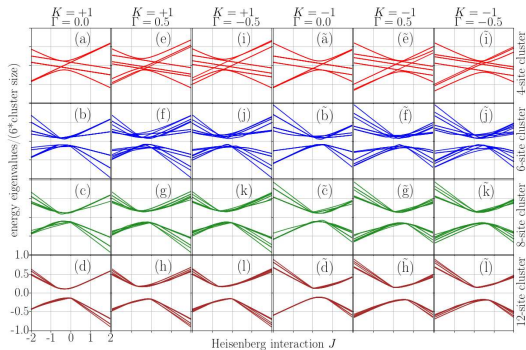 K = +1 K = +1 K = +1 K = −1 K = −1 K = −1
Γ = 0.0 Γ = 0.5 Γ = −0.5 Γ = 0.0 Γ = 0.5 Γ = −0.5
(a) (e) (i) (ã) (ẽ) (ĩ)
4-site cluster
(b) (f) (j) (b̃) (f̃) (j̃)
6-site cluster
(c) (g) (k) (c̃) (g̃) (k̃)
8-site cluster
(d) (h) (l) (d̃) (h̃) (l̃)
12-site cluster
energy eigenvalues/(6*cluster size)
1.0
0.5
0.0
-0.5
-1.0
-2 -1 0 1 2
Heisenberg interaction J